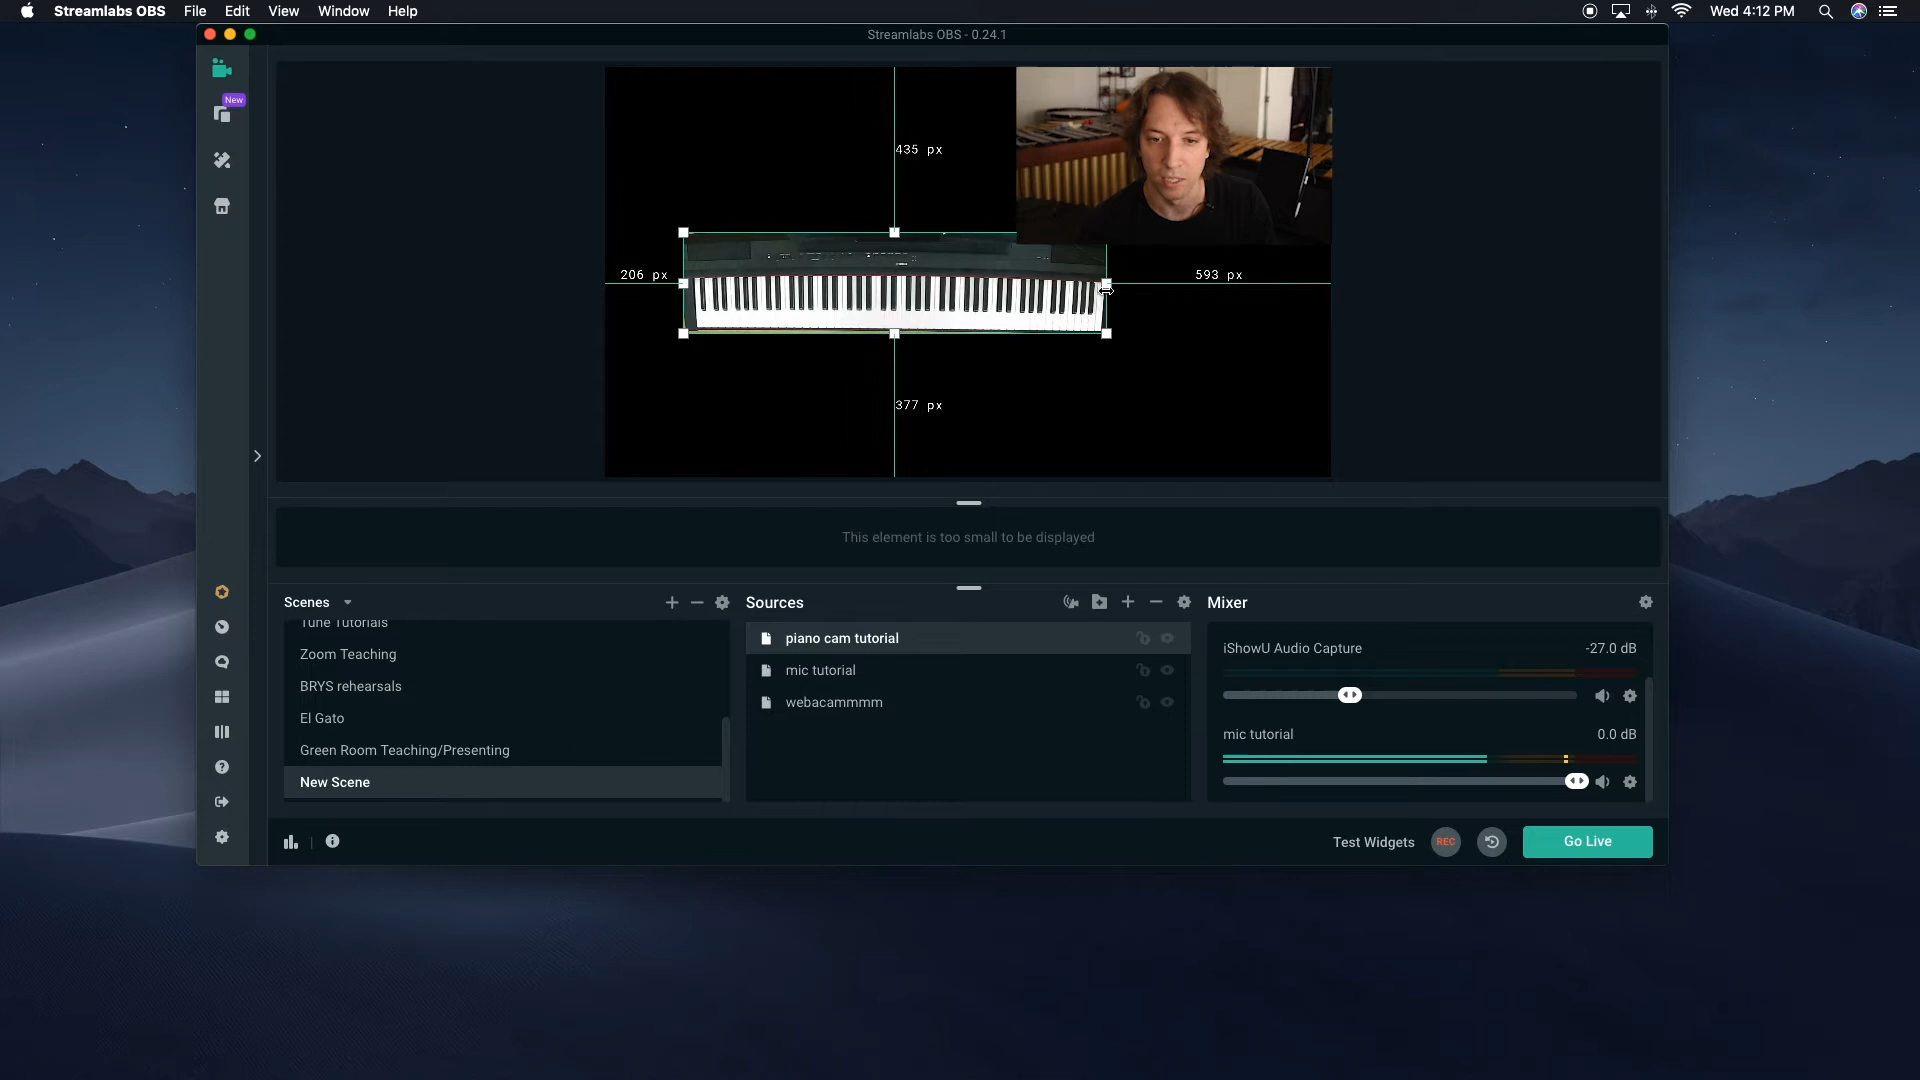 Streamlabs OBS File Edit View Window Help
Wed 4:12 PM
Streamlabs OBS - 0.24.1
New
435 px
206 px
593 px
377 px
This element is too small to be displayed
Scenes
Tune Tutorials
Zoom Teaching
BRYS rehearsals
El Gato
Green Room Teaching/Presenting
New Scene
Sources
piano cam tutorial
mic tutorial
webacammmm
Mixer
iShowU Audio Capture -27.0 dB
mic tutorial 0.0 dB
Test Widgets
REC
Go Live